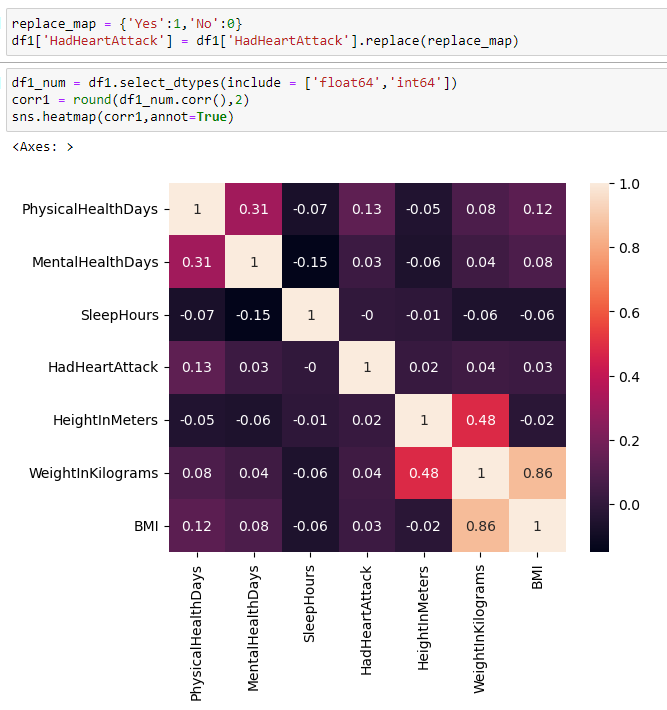 replace_map = {'Yes':1,'No':0}
df1['HadHeartAttack'] = df1['HadHeartAttack'].replace(replace_map)
df1_num = df1.select_dtypes(include = ['float64','int64'])
corr1 = round(df1_num.corr(),2)
sns.heatmap(corr1,annot=True)
<Axes: >
PhysicalHealthDays 1 0.31 -0.07 0.13 -0.05 0.08 0.12
MentalHealthDays 0.31 1 -0.15 0.03 -0.06 0.04 0.08
SleepHours -0.07 -0.15 1 -0 -0.01 -0.06 -0.06
HadHeartAttack 0.13 0.03 -0 1 0.02 0.04 0.03
HeightInMeters -0.05 -0.06 -0.01 0.02 1 0.48 -0.02
WeightInKilograms 0.08 0.04 -0.06 0.04 0.48 1 0.86
BMI 0.12 0.08 -0.06 0.03 -0.02 0.86 1
PhysicalHealthDays
MentalHealthDays
SleepHours
HadHeartAttack
HeightInMeters
WeightInKilograms
BMI
1.0
0.8
0.6
0.4
0.2
0.0